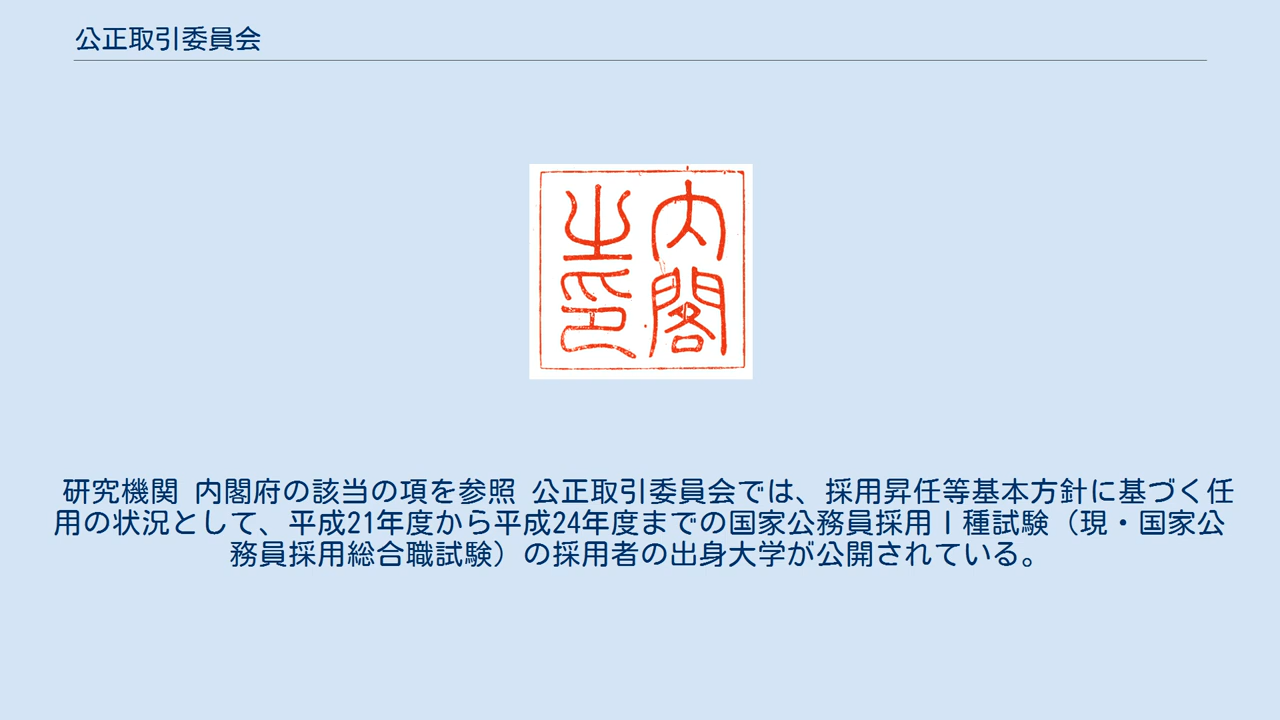 公正取引委員会
内閣
之印
研究機関 内閣府の該当の項を参照 公正取引委員会では、採用昇任等基本方針に基づく任
用の状況として、平成21年度から平成24年度までの国家公務員採用Ⅰ種試験（現・国家公
務員採用総合職試験）の採用者の出身大学が公開されている。